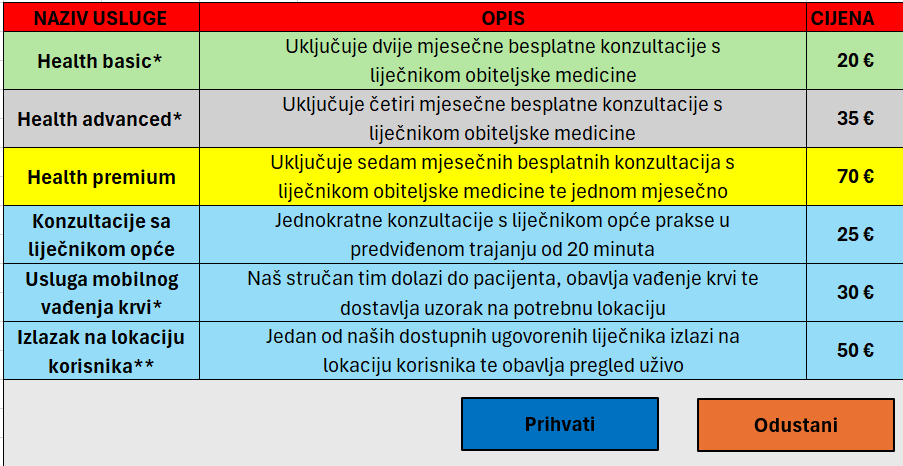 NAZIV USLUGE OPIS CIJENA
Health basic* Uključuje dvije mjesečne besplatne konzultacije s
liječnikom obiteljske medicine 20 €
Health advanced* Uključuje četiri mjesečne besplatne konzultacije s
liječnikom obiteljske medicine 35 €
Health premium Uključuje sedam mjesečnih besplatnih konzultacija s
liječnikom obiteljske medicine te jednom mjesečno 70 €
Konzultacije sa
liječnikom opće
Jednokratne konzultacije s liječnikom opće prakse u
predviđenom trajanju od 20 minuta
25 €
Usluga mobilnog
vađenja krvi*
Naš stručan tim dolazi do pacijenta, obavlja vađenje krvi te
dostavlja uzorak na potrebnu lokaciju
30 €
Izlazak na lokaciju
korisnika**
Jedan od naših dostupnih ugovorenih liječnika izlazi na
lokaciju korisnika te obavlja pregled uživo
50 €
Prihvati
Odustani